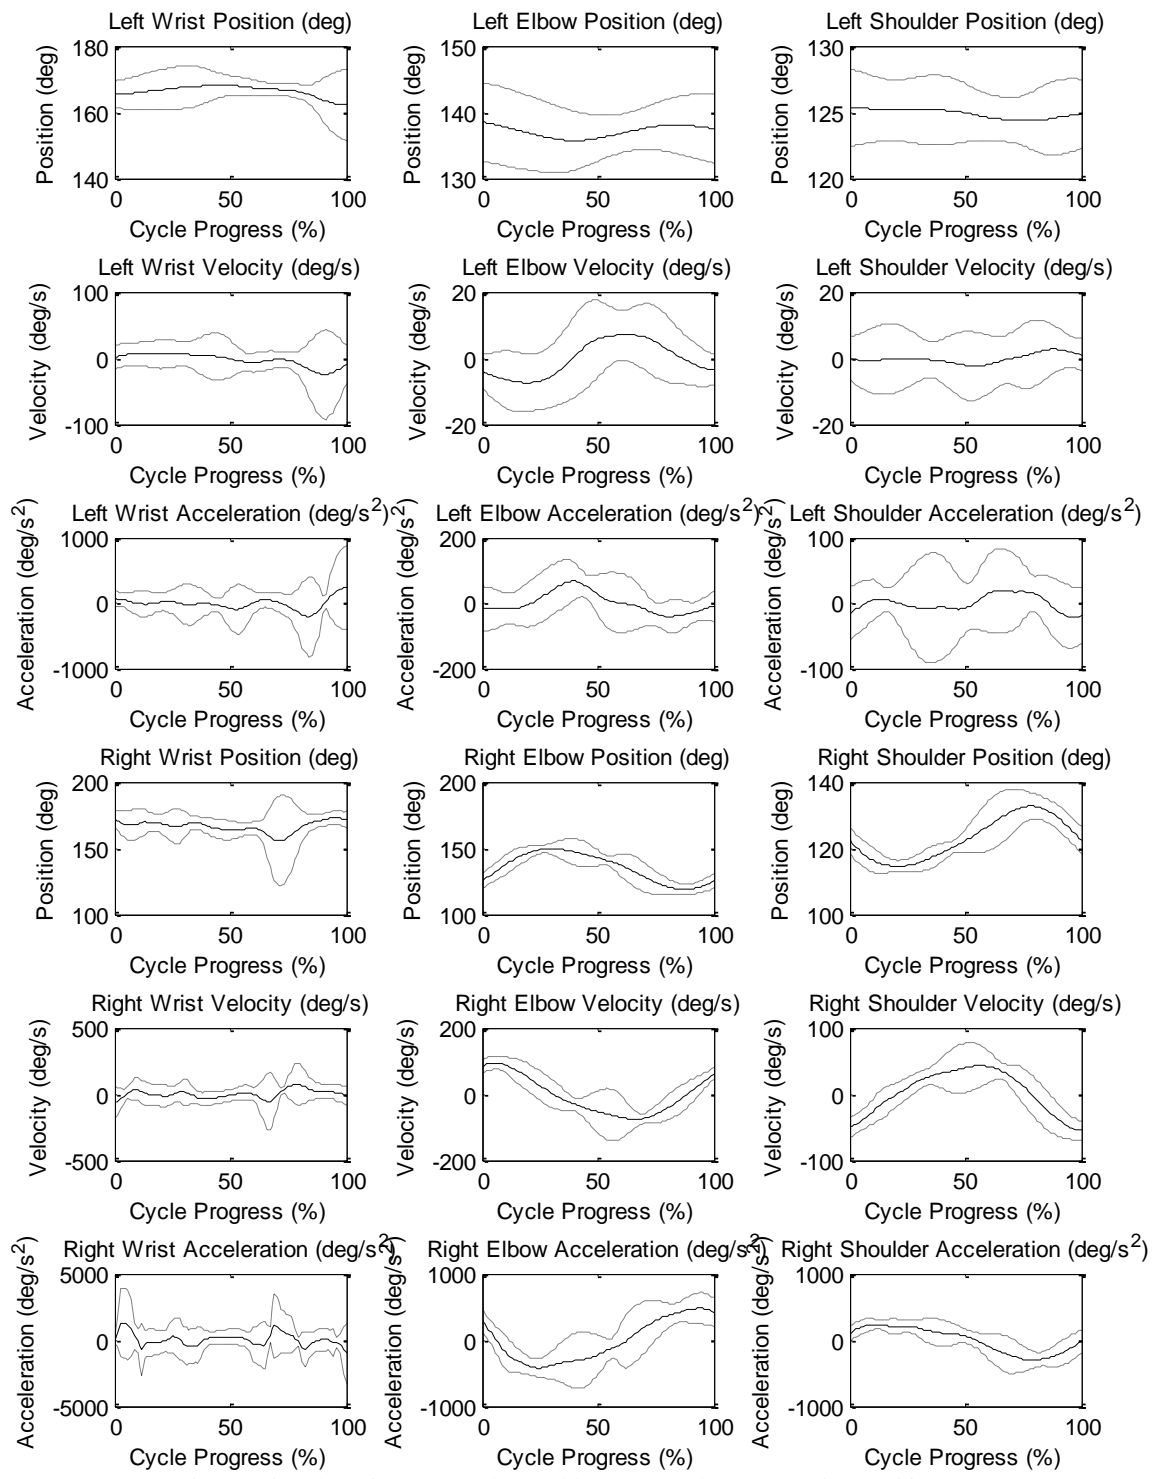 Left Wrist Position (deg)
Left Elbow Position (deg)
Left Shoulder Position (deg)
Position (deg)
180
160
140
0
50
100
Cycle Progress (%)
Position (deg)
150
140
130
0
50
100
Cycle Progress (%)
Position (deg)
130
125
120
0
50
100
Cycle Progress (%)
Left Wrist Velocity (deg/s)
Left Elbow Velocity (deg/s)
Left Shoulder Velocity (deg/s)
Velocity (deg/s)
100
0
-100
0
50
100
Cycle Progress (%)
Velocity (deg/s)
20
0
-20
0
50
100
Cycle Progress (%)
Velocity (deg/s)
20
0
-20
0
50
100
Cycle Progress (%)
Left Wrist Acceleration (deg/s²)
Left Elbow Acceleration (deg/s²)
Left Shoulder Acceleration (deg/s²)
Acceleration (deg/s²)
1000
0
-1000
0
50
100
Cycle Progress (%)
Acceleration (deg/s²)
200
0
-200
0
50
100
Cycle Progress (%)
Acceleration (deg/s²)
100
0
-100
0
50
100
Cycle Progress (%)
Right Wrist Position (deg)
Right Elbow Position (deg)
Right Shoulder Position (deg)
Position (deg)
200
150
100
0
50
100
Cycle Progress (%)
Position (deg)
200
150
100
0
50
100
Cycle Progress (%)
Position (deg)
140
120
100
0
50
100
Cycle Progress (%)
Right Wrist Velocity (deg/s)
Right Elbow Velocity (deg/s)
Right Shoulder Velocity (deg/s)
Velocity (deg/s)
500
0
-500
0
50
100
Cycle Progress (%)
Velocity (deg/s)
200
0
-200
0
50
100
Cycle Progress (%)
Velocity (deg/s)
100
0
-100
0
50
100
Cycle Progress (%)
Right Wrist Acceleration (deg/s²)
Right Elbow Acceleration (deg/s²)
Right Shoulder Acceleration (deg/s²)
Acceleration (deg/s²)
5000
0
-5000
0
50
100
Cycle Progress (%)
Acceleration (deg/s²)
1000
0
-1000
0
50
100
Cycle Progress (%)
Acceleration (deg/s²)
1000
0
-1000
0
50
100
Cycle Progress (%)